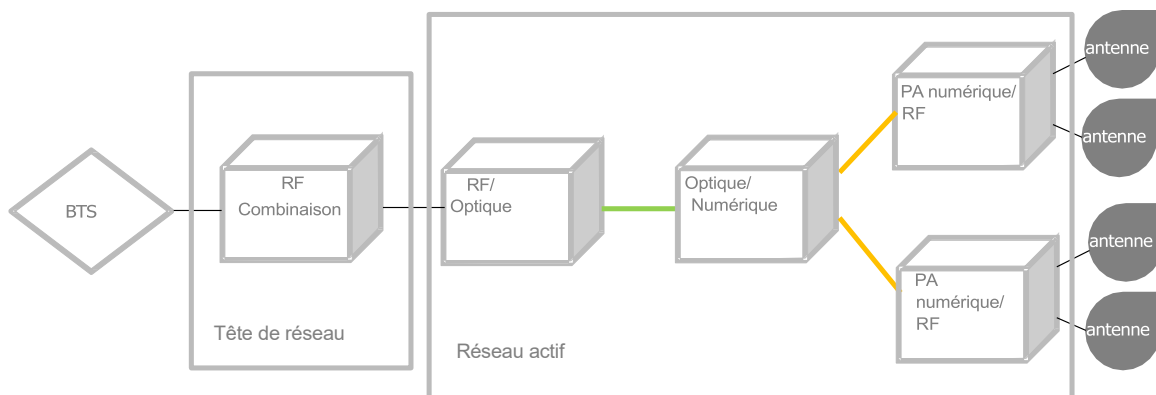 BTS
RF
Combinaison
Tête de réseau
RF/
Optique
Optique/
Numérique
PA numérique/
RF
PA
numérique/
RF
Réseau actif
antenne
antenne
antenne
antenne